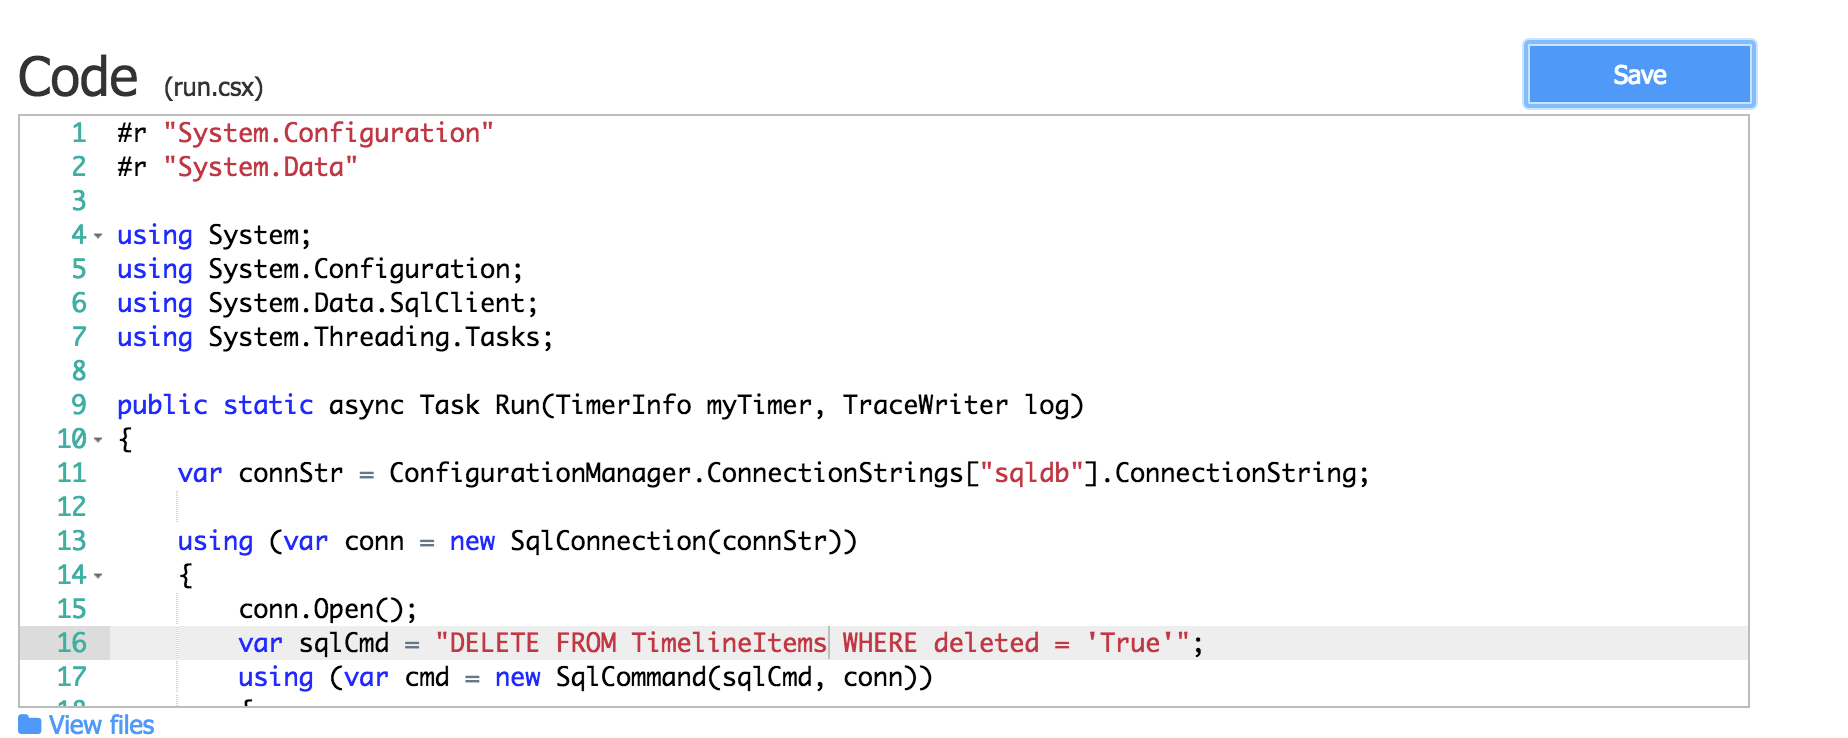 Code (run.csx)
Save
1 #r "System.Configuration"
2 #r "System.Data"
3
4 using System;
5 using System.Configuration;
6 using System.Data.SqlClient;
7 using System.Threading.Tasks;
8
9 public static async Task Run(TimerInfo myTimer, TraceWriter log)
10 {
11     var connStr = ConfigurationManager.ConnectionStrings["sqldb"].ConnectionString;
12
13     using (var conn = new SqlConnection(connStr))
14     {
15         conn.Open();
16         var sqlCmd = "DELETE FROM TimelineItems WHERE deleted = 'True'";
17         using (var cmd = new SqlCommand(sqlCmd, conn))
18         {
View files